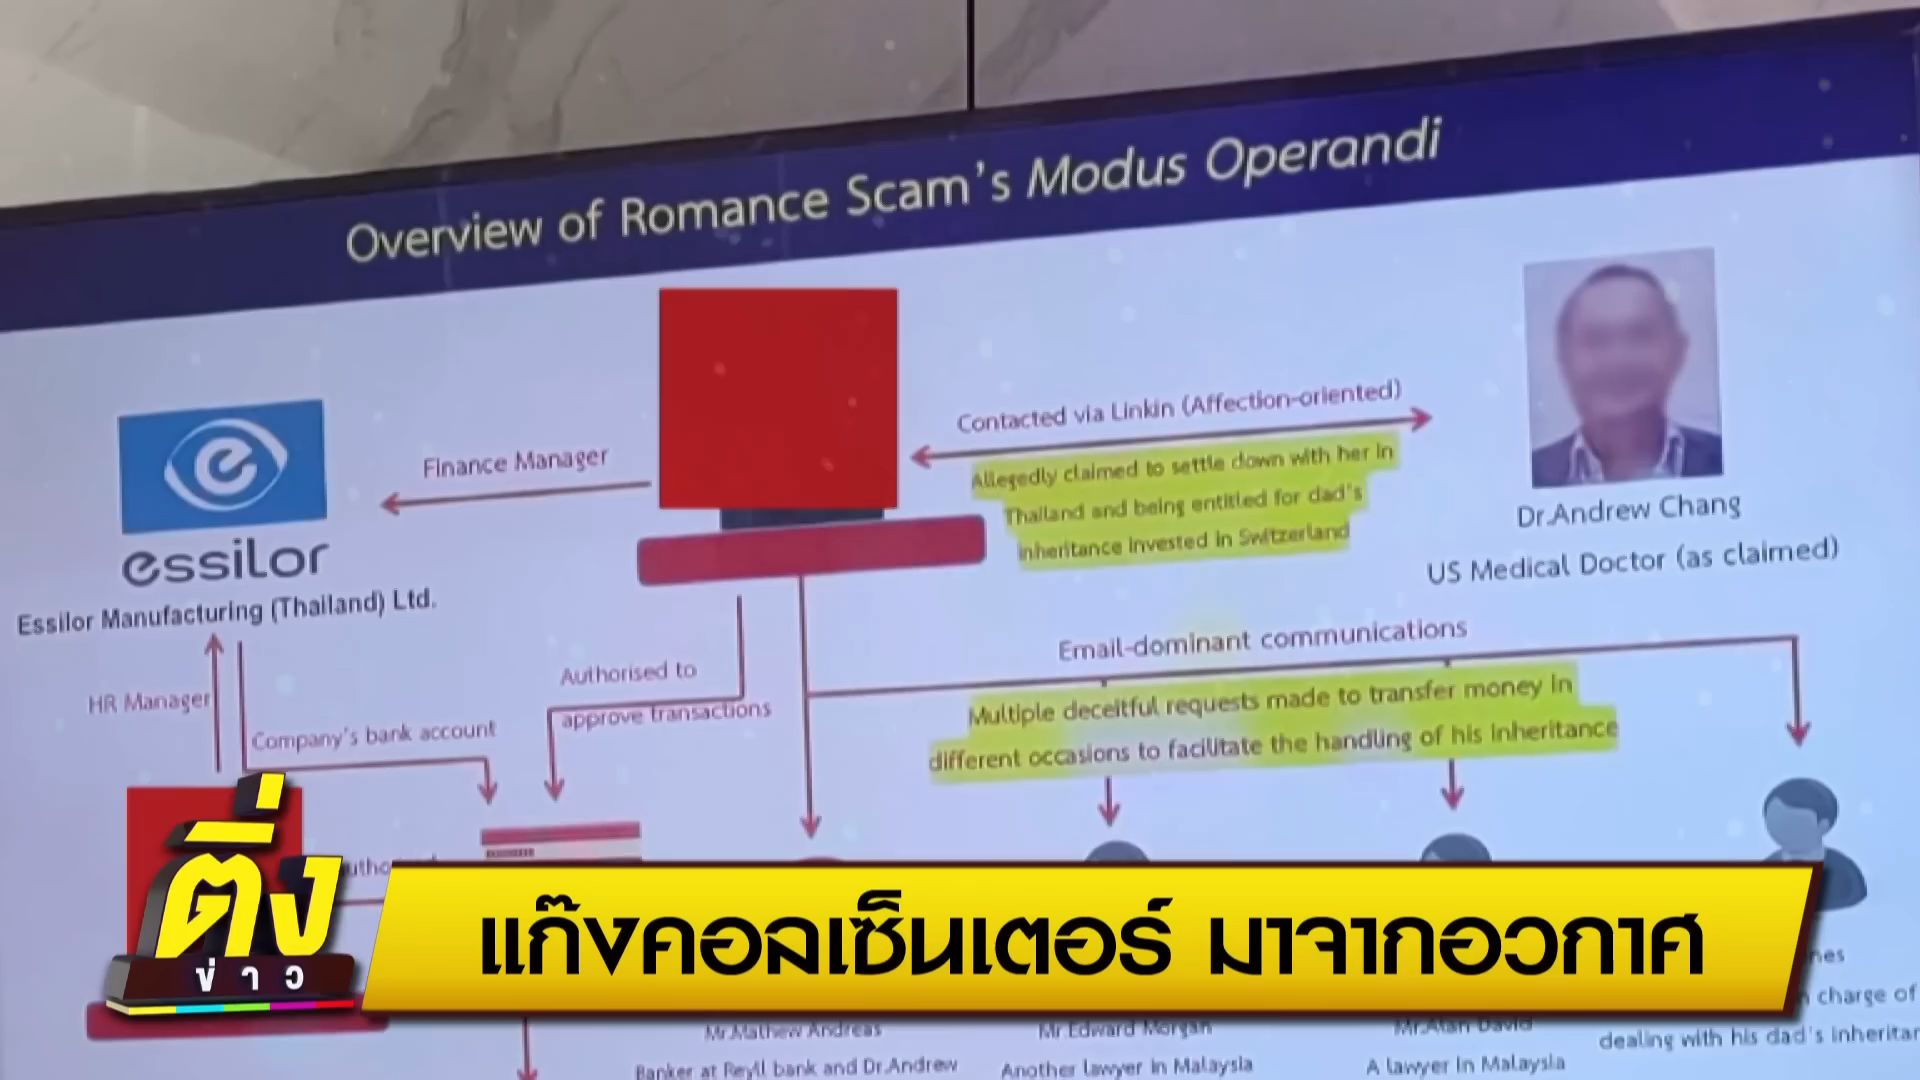 Overview of Romance Scam's Modus Operandi
Contacted via Linkin (Affection-oriented)
Finance Manager
Allegedly claimed to settle down with her in
Thailand and being entitled for dad's
inheritance invested in Switzerland
essilor
Essilor Manufacturing (Thailand) Ltd.
Dr.Andrew Chang
US Medical Doctor (as claimed)
Email-dominant communications
Authorised to
approve transactions
HR Manager
Company's bank account
Multiple deceitful requests made to transfer money in
different occasions to facilitate the handling of his inheritance
ติ่ง
ข่าว
แก๊งคอลเซ็นเตอร์ มาจากอวกาศ
charge of
dealing with his dad's
Mr.Mathew Andreas
Banker at Reyll bank and Dr.Andrew
Mr.Edward Morgan
Another lawyer in Malaysia
Mr.Alan David
A lawyer in Malaysia